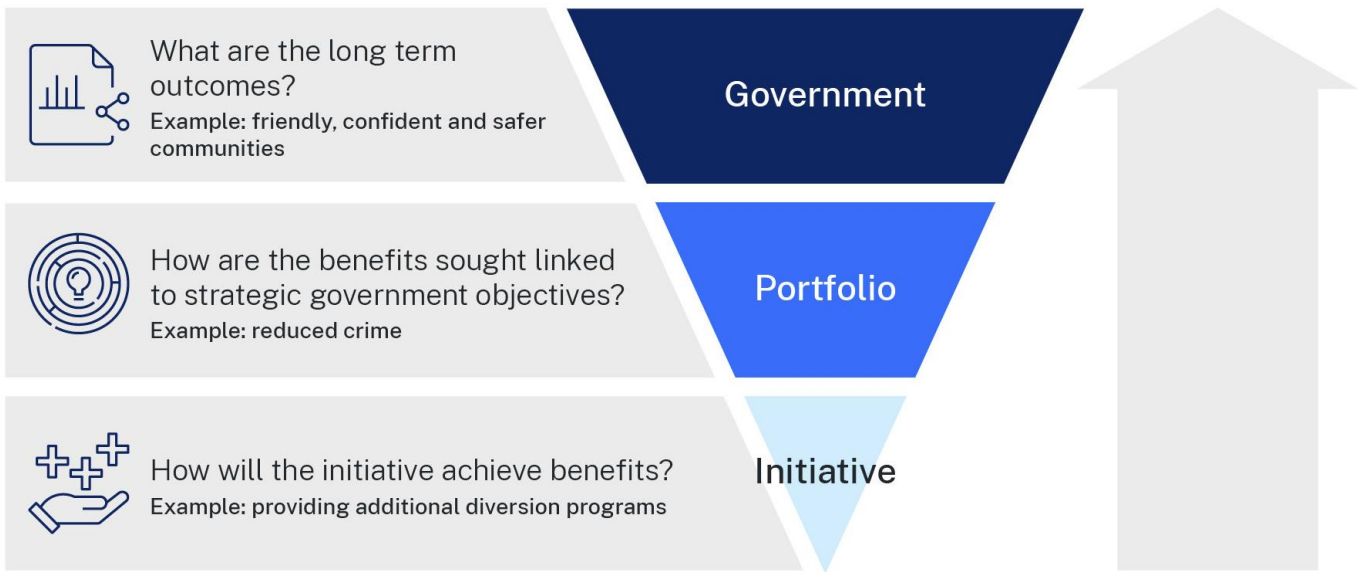 What are the long term
outcomes?
Example: friendly, confident and safer
communities
Government
How are the benefits sought linked
to strategic government objectives?
Example: reduced crime
Portfolio
How will the initiative achieve benefits?
Example: providing additional diversion programs
Initiative